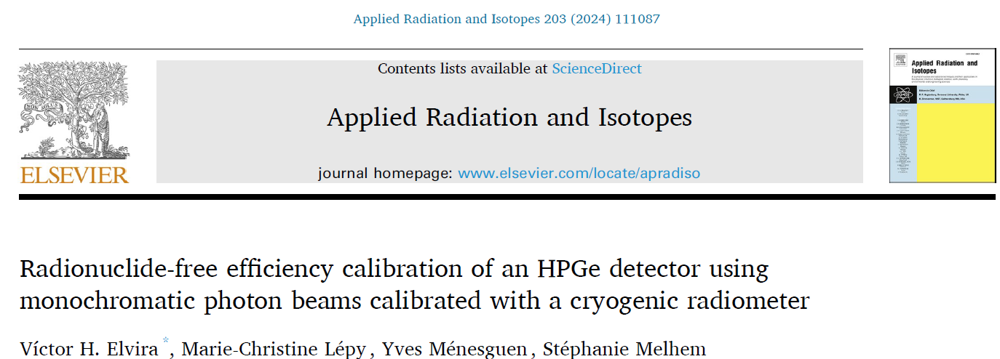 Applied Radiation and Isotopes 203 (2024) 111087
NON SOLUS
ELSEVIER
Contents lists available at ScienceDirect
Applied Radiation and Isotopes
journal homepage: www.elsevier.com/locate/apradiso
Applied Radiation and
Isotopes
Radionuclide-free efficiency calibration of an HPGe detector using
monochromatic photon beams calibrated with a cryogenic radiometer
Víctor H. Elvira *, Marie-Christine Lépy, Yves Ménesguen, Stéphanie Melhem